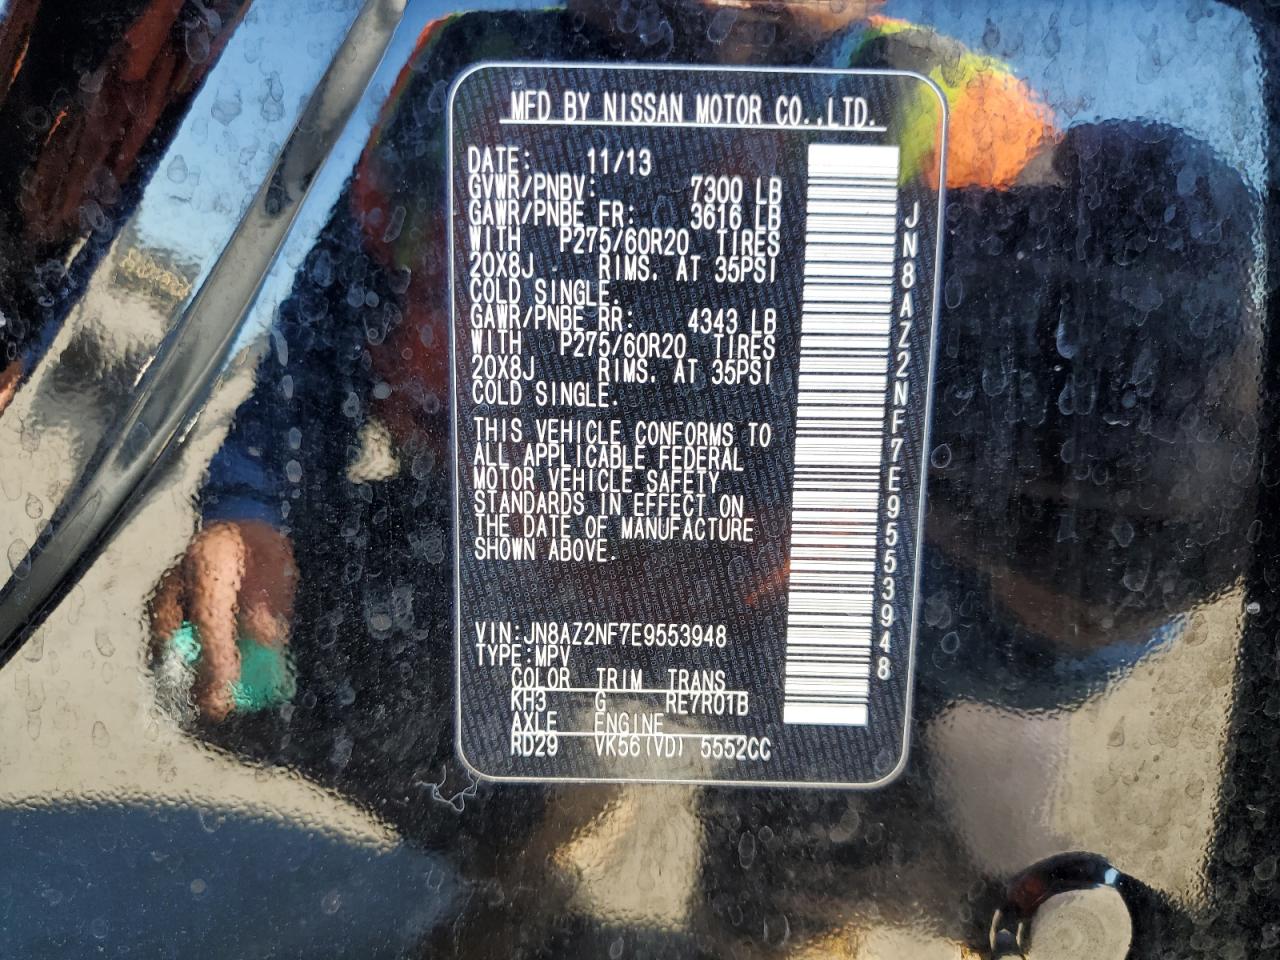 MFD BY NISSAN MOTOR CO.,LTD.
DATE: 11/13
GVWR/PNBV: 7300 LB
GAWR/PNBE FR: 3616 LB
WITH P275/60R20 TIRES
20X8J RIMS. AT 35PSI
COLD SINGLE.
GAWR/PNBE RR: 4343 LB
WITH P275/60R20 TIRES
20X8J RIMS. AT 35PSI
COLD SINGLE.
THIS VEHICLE CONFORMS TO
ALL APPLICABLE FEDERAL
MOTOR VEHICLE SAFETY
STANDARDS IN EFFECT ON
THE DATE OF MANUFACTURE
SHOWN ABOVE.
VIN:JN8AZ2NF7E9553948
TYPE:MPV
COLOR TRIM TRANS
KH3 G RE7R01B
AXLE ENGINE
RD29 VK56(VD) 5552CC
JN8AZ2NF7E9553948